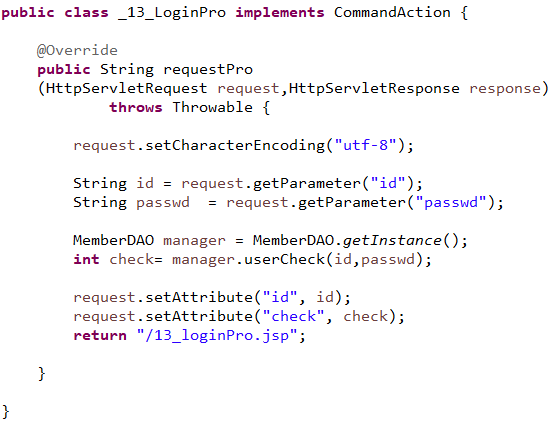 public class _13_LoginPro implements CommandAction {
@Override
public String requestPro
(HttpServletRequest request,HttpServletResponse response)
throws Throwable {
request.setCharacterEncoding("utf-8");
String id = request.getParameter("id");
String passwd  = request.getParameter("passwd");
MemberDAO manager = MemberDAO.getInstance();
int check= manager.userCheck(id,passwd);
request.setAttribute("id", id);
request.setAttribute("check", check);
return "/13_loginPro.jsp";
}
}